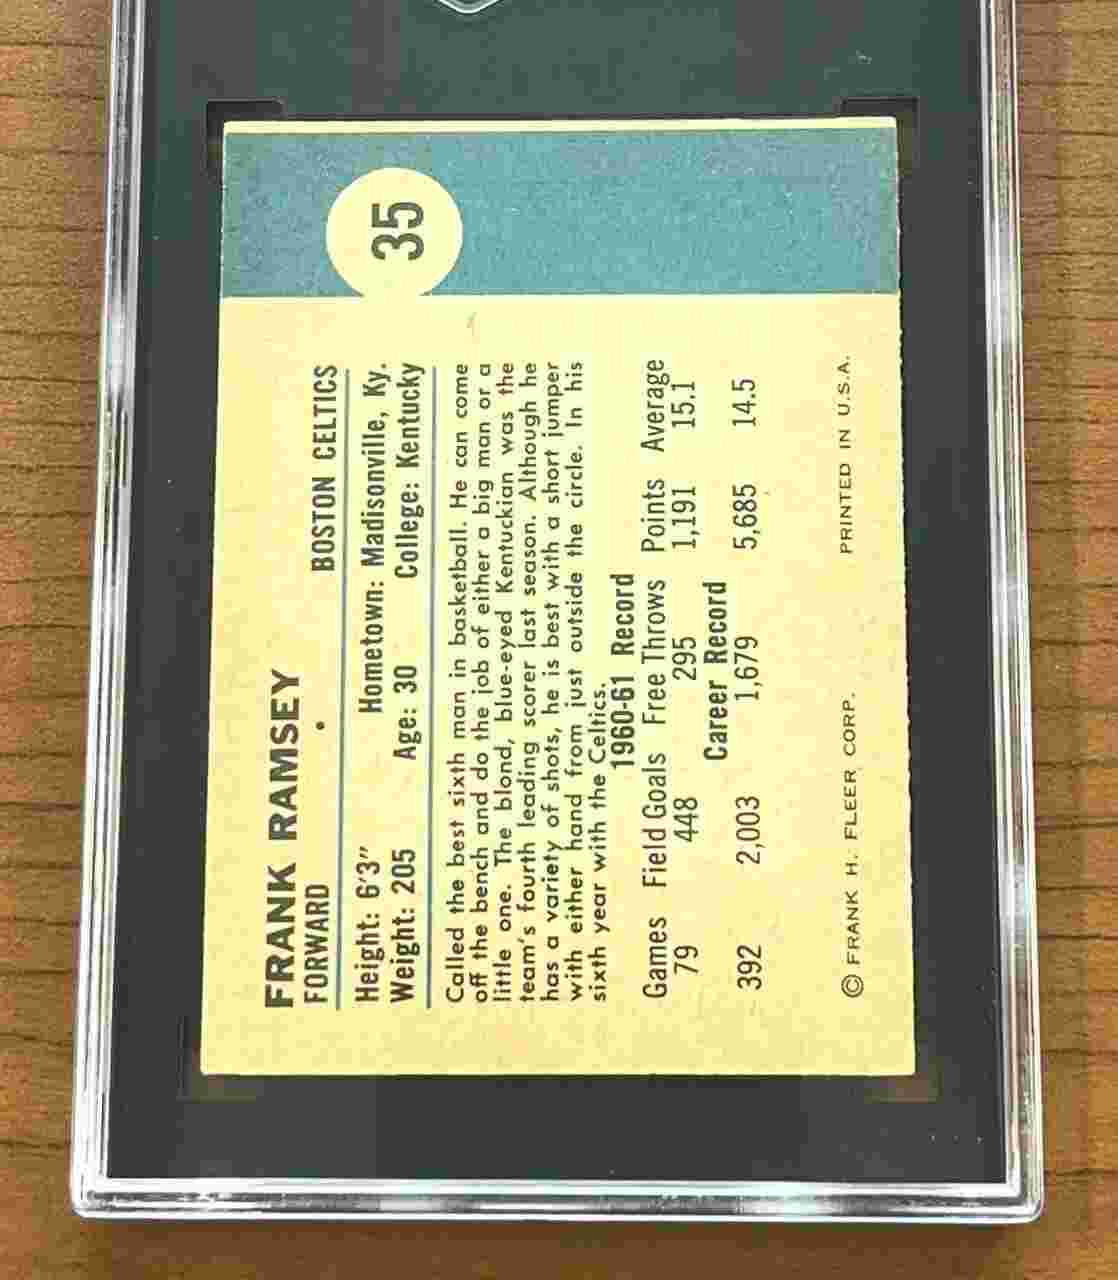 35
FRANK RAMSEY
FORWARD • BOSTON CELTICS
Height: 6'3" Hometown: Madisonville, Ky.
Weight: 205 Age: 30 College: Kentucky
Called the best sixth man in basketball. He can come
off the bench and do the job of either a big man or a
little one. The blond, blue-eyed Kentuckian was the
team's fourth leading scorer last season. Although he
has a variety of shots, he is best with a short jumper
with either hand from just outside the circle. In his
sixth year with the Celtics.
1960-61 Record
Games Field Goals Free Throws Points Average
79 448 295 1,191 15.1
Career Record
392 2,003 1,679 5,685 14.5
© FRANK H. FLEER CORP. PRINTED IN U.S.A.